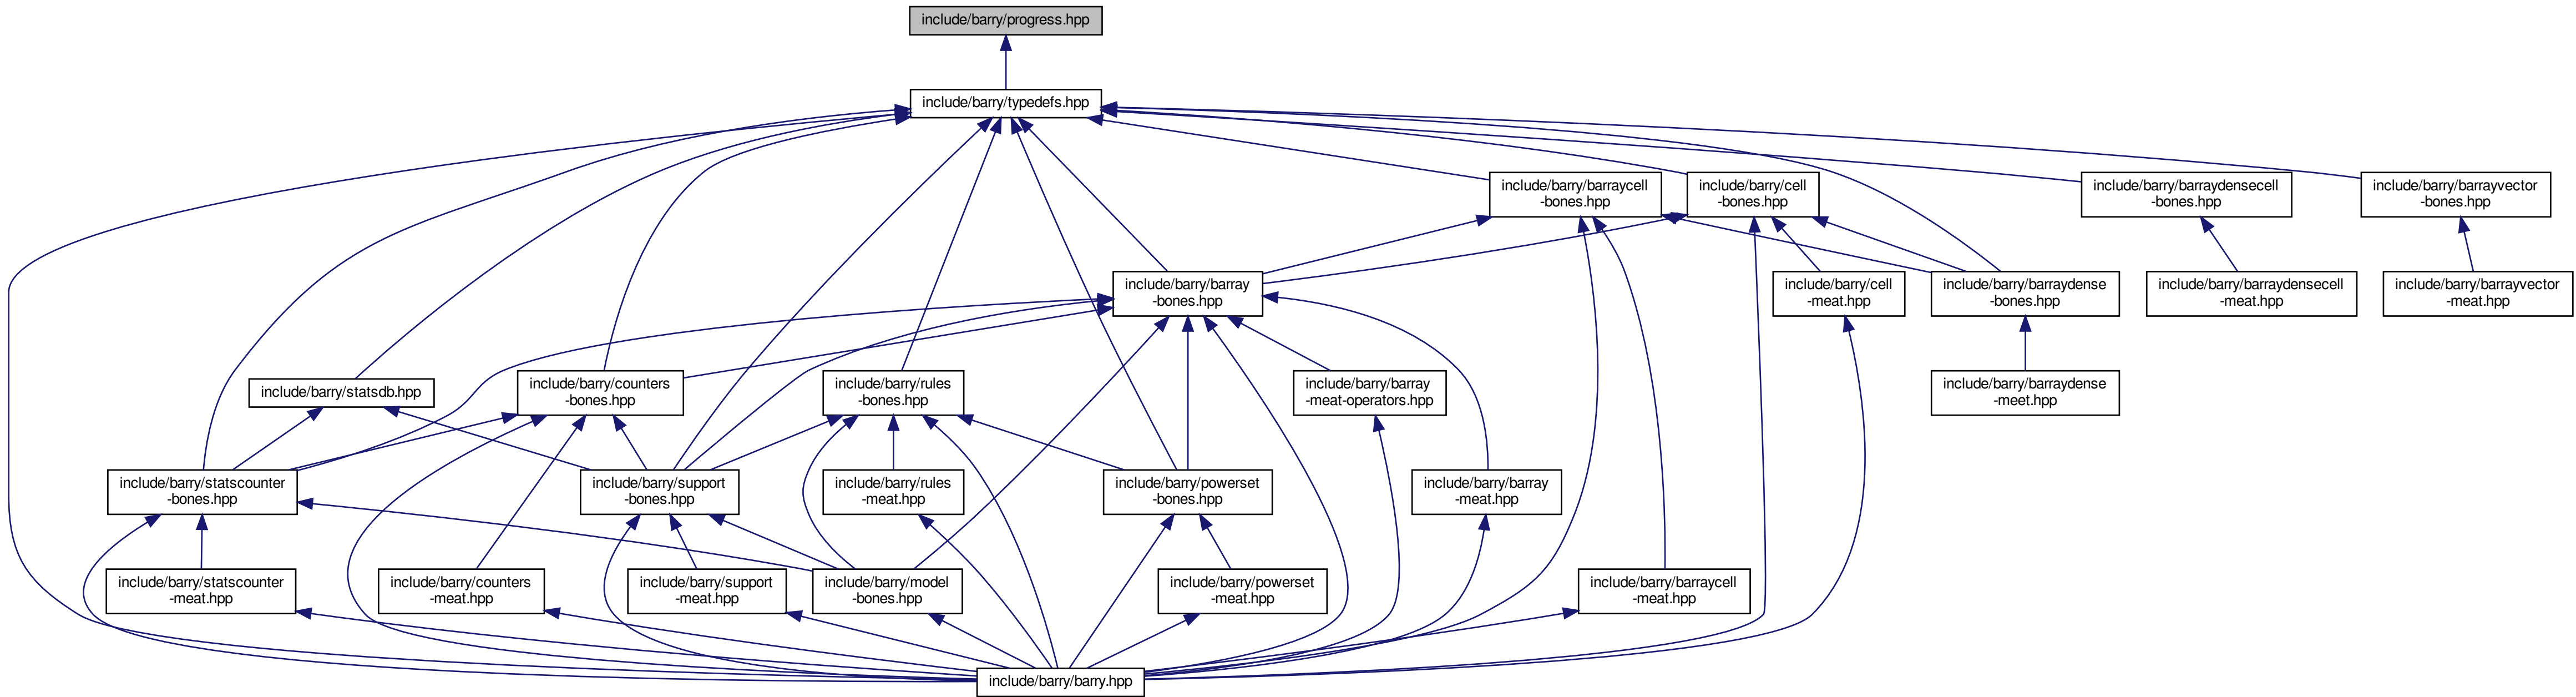 include/barry/progress.hpp
include/barry/typedefs.hpp
include/barry/barraycell
-bones.hpp
include/barry/cell
-bones.hpp
include/barry/barraydensecell
-bones.hpp
include/barry/barrayvector
-bones.hpp
include/barry/barray
-bones.hpp
include/barry/cell
-meat.hpp
include/barry/barraydense
-bones.hpp
include/barry/barraydensecell
-meat.hpp
include/barry/barrayvector
-meat.hpp
include/barry/statsdb.hpp
include/barry/counters
-bones.hpp
include/barry/rules
-bones.hpp
include/barry/barray
-meat-operators.hpp
include/barry/barraydense
-meet.hpp
include/barry/statscounter
-bones.hpp
include/barry/support
-bones.hpp
include/barry/rules
-meat.hpp
include/barry/powerset
-bones.hpp
include/barry/barray
-meat.hpp
include/barry/statscounter
-meat.hpp
include/barry/counters
-meat.hpp
include/barry/support
-meat.hpp
include/barry/model
-bones.hpp
include/barry/powerset
-meat.hpp
include/barry/barraycell
-meat.hpp
include/barry/barry.hpp